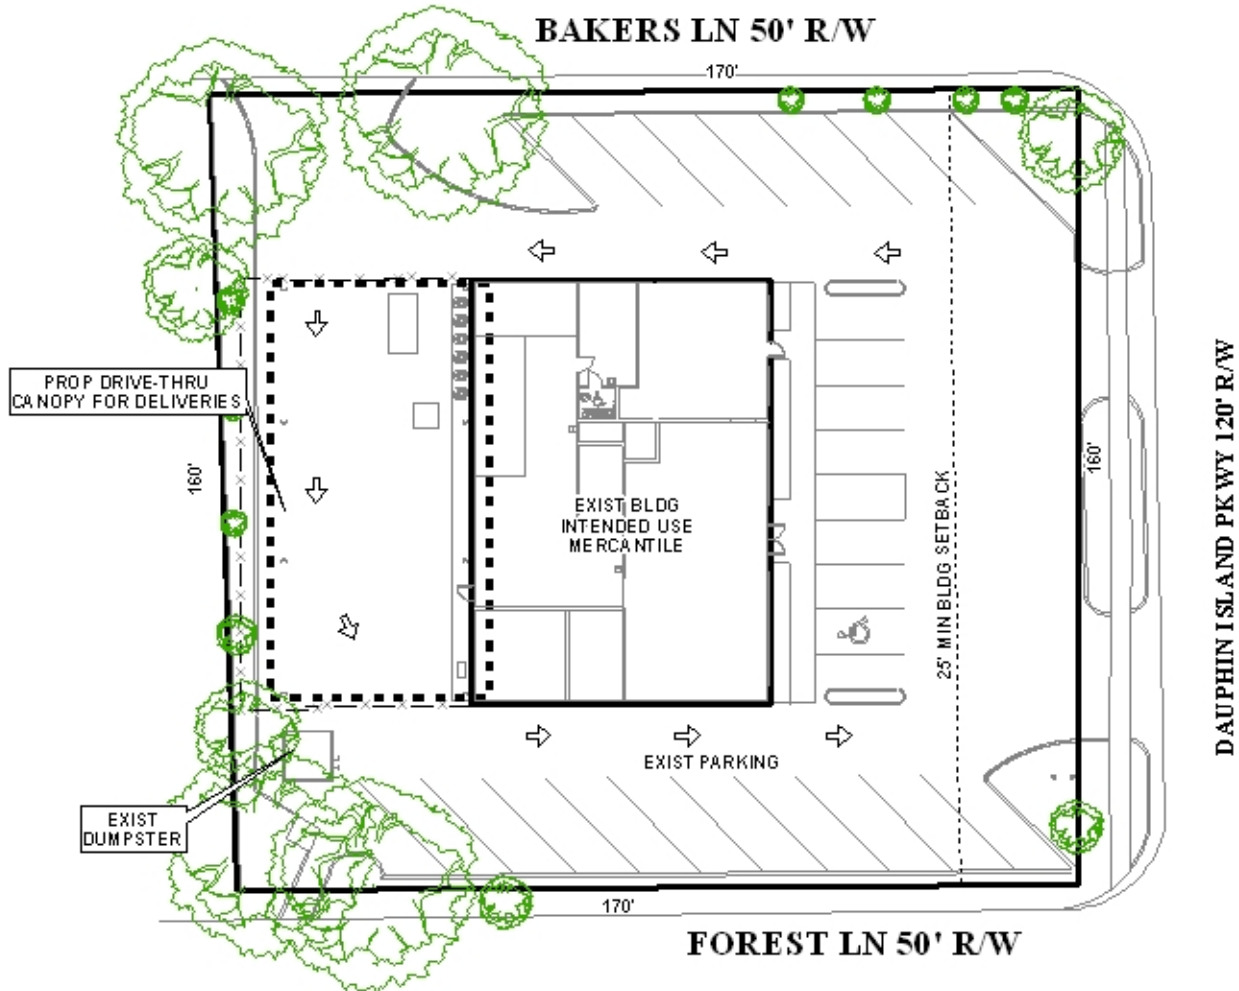 BAKERS LN 50' R/W
170'
PROP DRIVE-THRU
CANOPY FOR DELIVERIES
160'
EXIST BLDG
INTENDED USE
MERCANTILE
25' MIN BLDG SETBACK
160'
DAUPHIN ISLAND PKWY 120' R/W
EXIST PARKING
EXIST
DUMPSTER
170'
FOREST LN 50' R/W